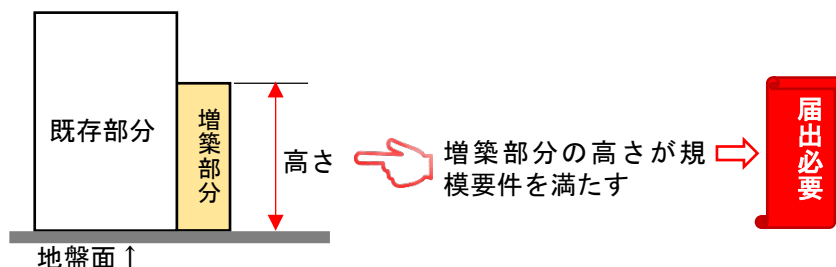 既存部分
増築部分
高さ
増築部分の高さが規
模要件を満たす
届出必要
地盤面↑